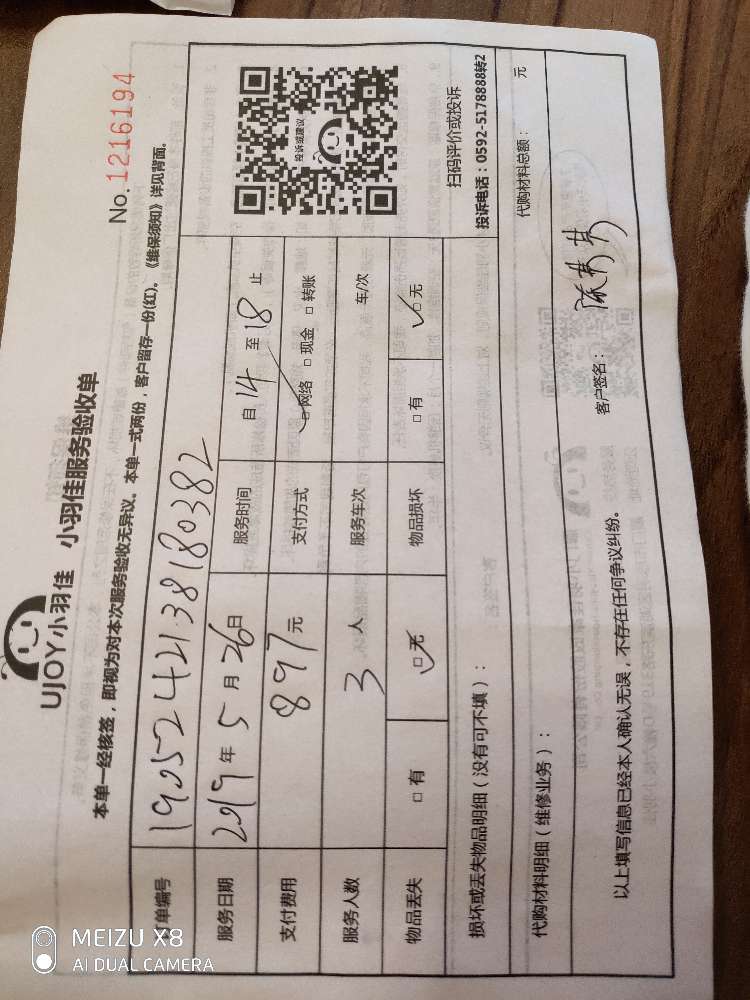 UJOY小羽佳 小羽佳服务验收单
No.1216194
本单一经核签，即视为对本次服务验收无异议。本单一式两份，客户留存一份(红)。《维保须知》详见背面。
订单编号 1905242138180382
服务日期 2019年5月26日 服务时间 自14至18止
支付费用 897元 支付方式 网络 现金 转账
服务人数 3人 服务车次 车/次
物品丢失 有 无 物品损坏 有 无
投诉或建议
扫码评价或投诉
投诉电话：0592-5178888转2
损坏或丢失物品明细（没有可不填）：
代购材料明细（维修业务）： 代购材料总额： 元
以上填写信息已经本人确认无误，不存在任何争议纠纷。 客户签名：
MEIZU X8
AI DUAL CAMERA